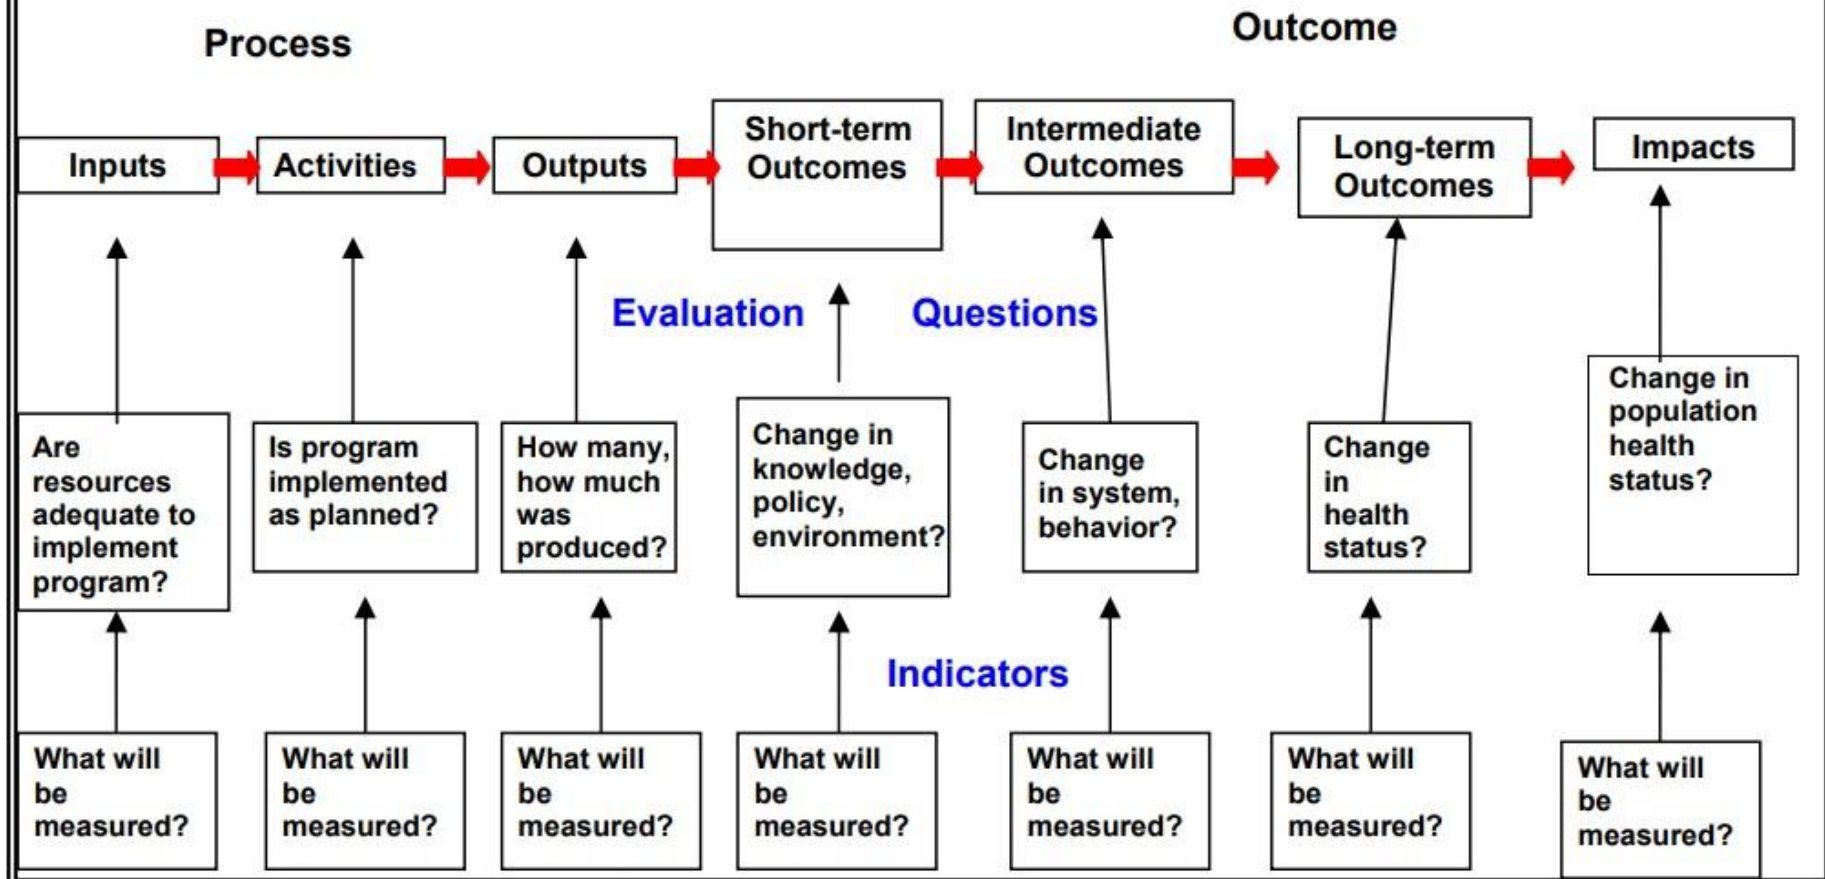 Process
Outcome
Inputs
Activities
Outputs
Short-term
Outcomes
Intermediate
Outcomes
Long-term
Outcomes
Impacts
Evaluation
Questions
Are
resources
adequate to
implement
program?
Is program
implemented
as planned?
How many,
how much
was
produced?
Change in
knowledge,
policy,
environment?
Change
in system,
behavior?
Change
in
health
status?
Change in
population
health
status?
Indicators
What will
be
measured?
What will
be
measured?
What will
be
measured?
What will
be
measured?
What will
be
measured?
What will
be
measured?
What will
be
measured?